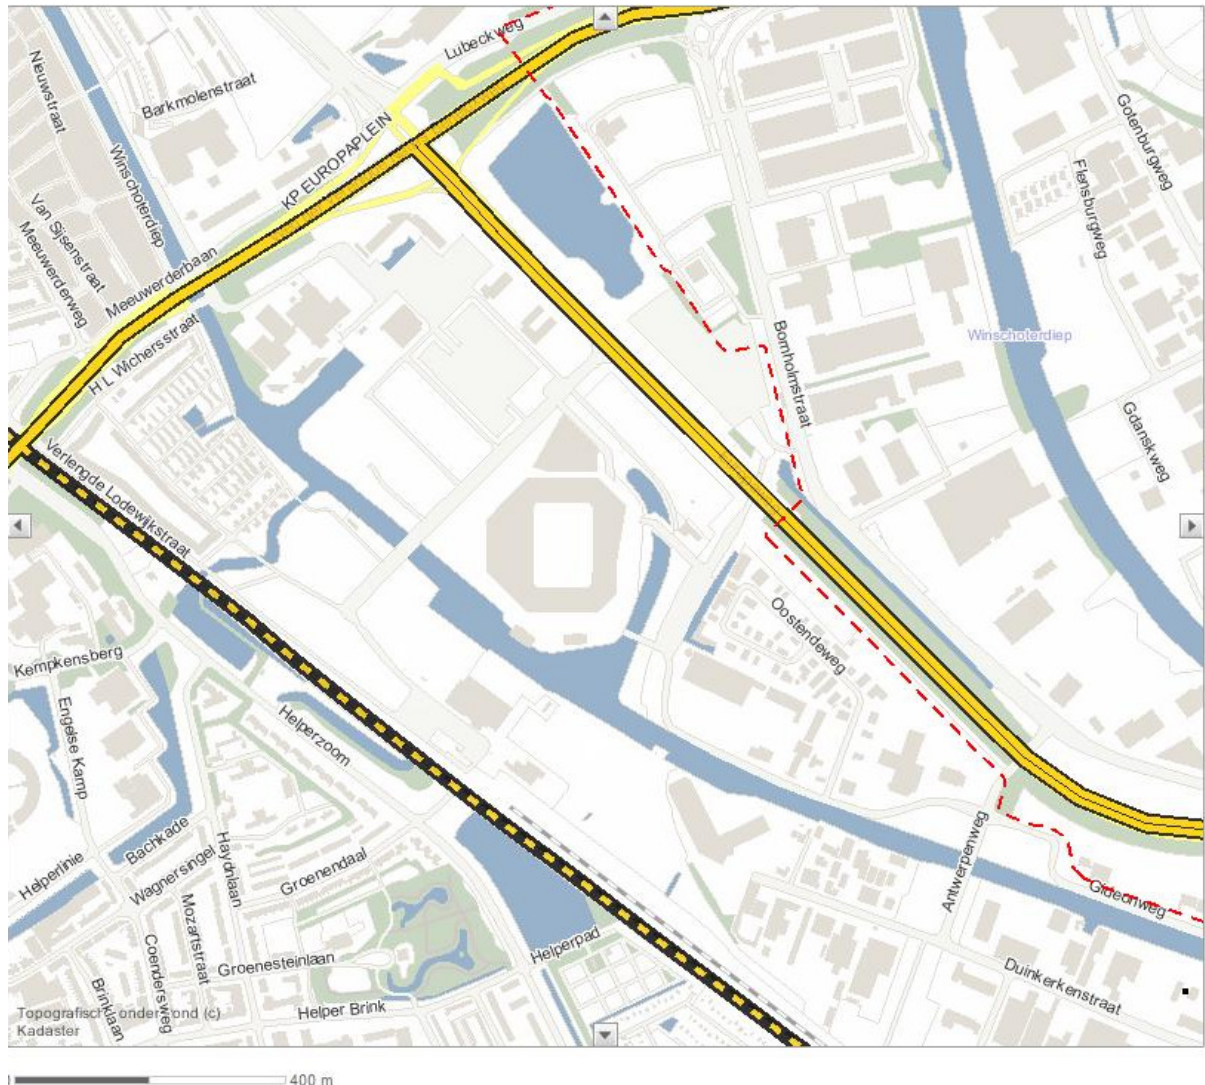 Lubeckweg
Nieuwstraat
Barkmolenstraat
Gotenburgweg
KP EUROPAPLEIN
Winschoterdiep
Flensburgweg
Van Sijsenstraat
Meeuwerderweg
Meeuwerderbaan
H L Wichersstraat
Winschoterdiep
Bornholmstraat
Gdanskweg
Verlengde Lodewijkstraat
Oostendeweg
Kempkensberg
Engelse Kamp
Helperzoom
Helperlinie
Bachkade
Wagnersingel
Haydnlaan
Groenendaal
Antwerpenweg
Gideonweg
Mozartstraat
Coendersweg
Groenesteinlaan
Helperpad
Duinkerkenstraat
Brinklaan
Helper Brink
Topografische ondergrond (c)
Kadaster
400 m